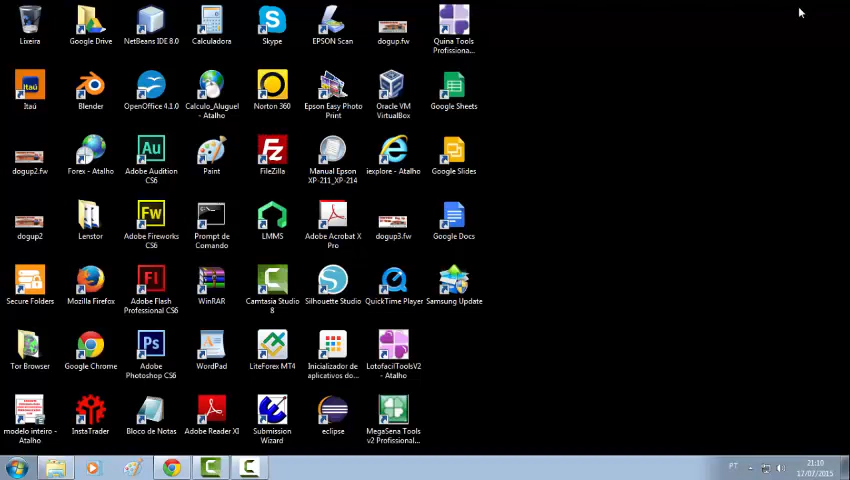 Lixeira
Google Drive
NetBeans IDE 8.0
Calculadora
Skype
EPSON Scan
dogup.fw
Quina Tools
Profissiona...
Itaú
Blender
OpenOffice 4.1.0
Calculo_Aluguel
- Atalho
Norton 360
Epson Easy Photo
Print
Oracle VM
VirtualBox
Google Sheets
dogup2.fw
Forex - Atalho
Adobe Audition
CS6
Paint
FileZilla
Manual Epson
XP-211_XP-214
iexplore - Atalho
Google Slides
dogup2
Lenstor
Adobe Fireworks
CS6
Prompt de
Comando
LMMS
Adobe Acrobat X
Pro
dogup3.fw
Google Docs
Secure Folders
Mozilla Firefox
Adobe Flash
Professional CS6
WinRAR
Camtasia Studio
8
Silhouette Studio
QuickTime Player
Samsung Update
Tor Browser
Google Chrome
Adobe
Photoshop CS6
WordPad
LiteForex MT4
Inicializador de
aplicativos do...
LotofacilToolsV2
- Atalho
modelo inteiro -
Atalho
InstaTrader
Bloco de Notas
Adobe Reader XI
Submission
Wizard
eclipse
MegaSena Tools
v2 Profissional...
PT
21:10
17/07/2015